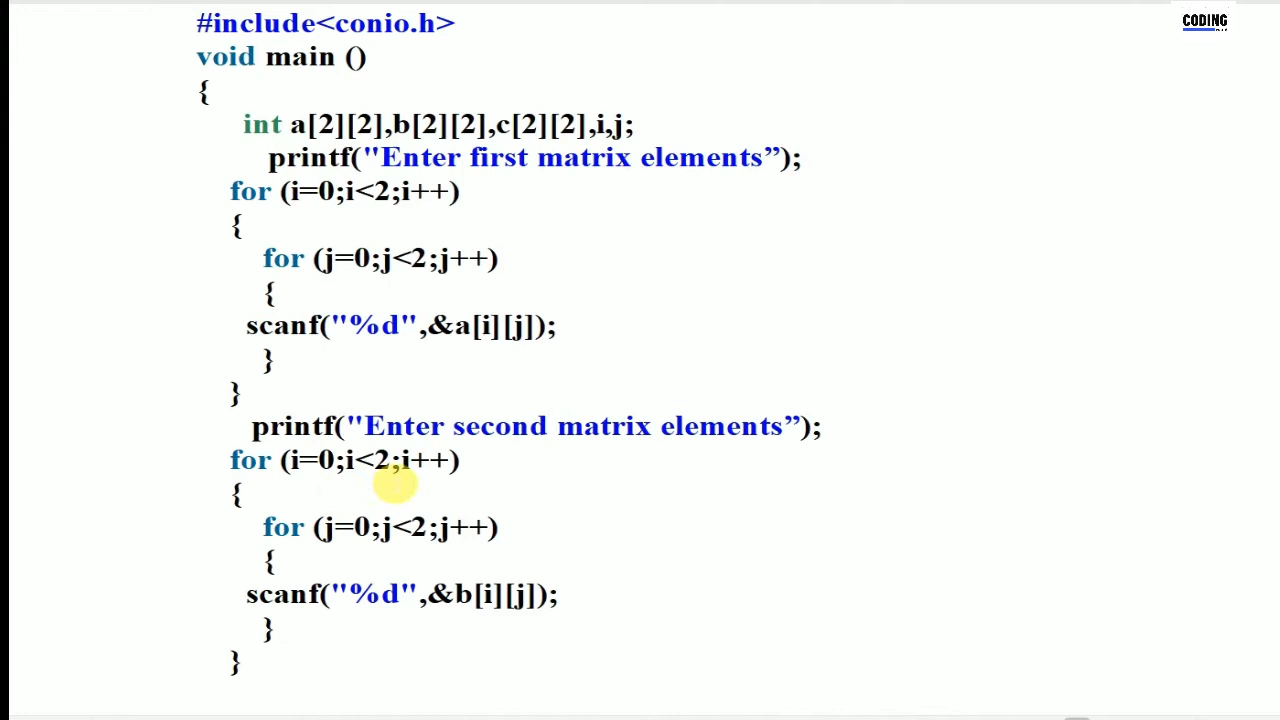 #include<conio.h>
CODING
void main ()
{
int a[2][2],b[2][2],c[2][2],i,j;
printf("Enter first matrix elements”);
for (i=0;i<2;i++)
{
for (j=0;j<2;j++)
{
scanf("%d",&a[i][j]);
}
}
printf("Enter second matrix elements”);
for (i=0;i<2;i++)
{
for (j=0;j<2;j++)
{
scanf("%d",&b[i][j]);
}
}